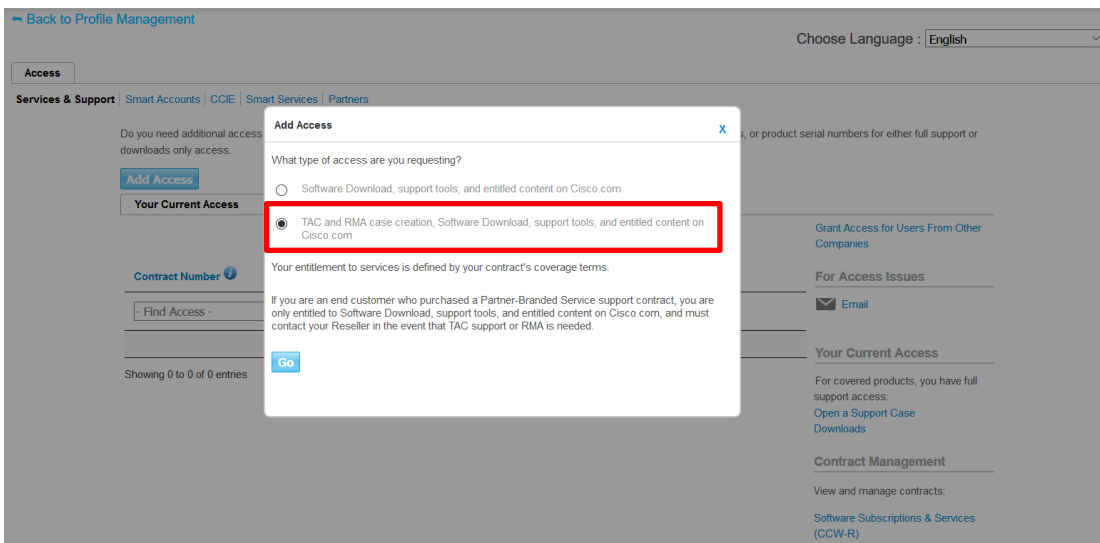 Back to Profile Management
Choose Language : English
Access
Services & Support Smart Accounts CCIE Smart Services Partners
Do you need additional access
s, or product serial numbers for either full support or
downloads only access.
Add Access
Your Current Access
Contract Number
- Find Access -
Showing 0 to 0 of 0 entries
Add Access
X
What type of access are you requesting?
Software Download, support tools, and entitled content on Cisco.com
TAC and RMA case creation, Software Download, support tools, and entitled content on
Cisco.com
Your entitlement to services is defined by your contract's coverage terms.
If you are an end customer who purchased a Partner-Branded Service support contract, you are
only entitled to Software Download, support tools, and entitled content on Cisco.com, and must
contact your Reseller in the event that TAC support or RMA is needed.
Go
Grant Access for Users From Other
Companies
For Access Issues
Email
Your Current Access
For covered products, you have full
support access:
Open a Support Case
Downloads
Contract Management
View and manage contracts:
Software Subscriptions & Services
(CCW-R)